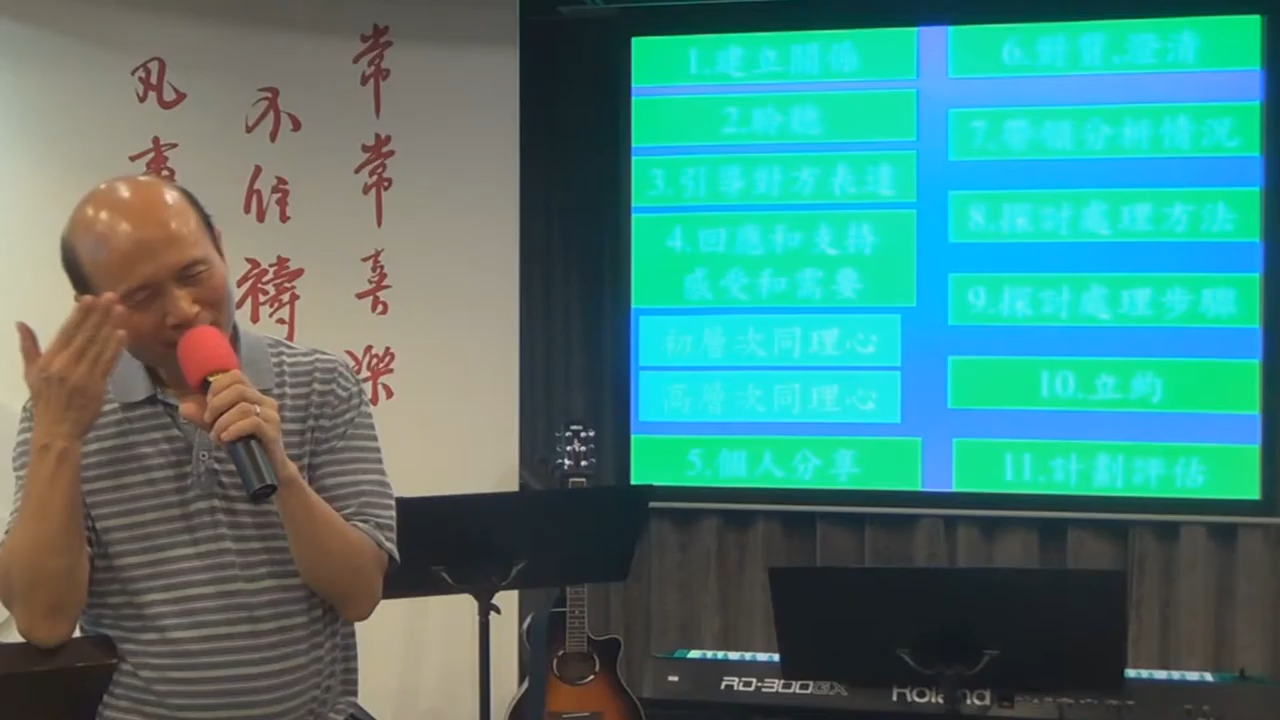 常常喜樂
不住禱
凡事
1.建立關係
2.聆聽
3.引導對方表達
4.回應和支持
感受和需要
初層次同理心
高層次同理心
5.個人分享
6.對質、澄清
7.帶領分析情況
8.探討處理方法
9.探討處理步驟
10.立約
11.計劃評估
RD-300GX
Roland